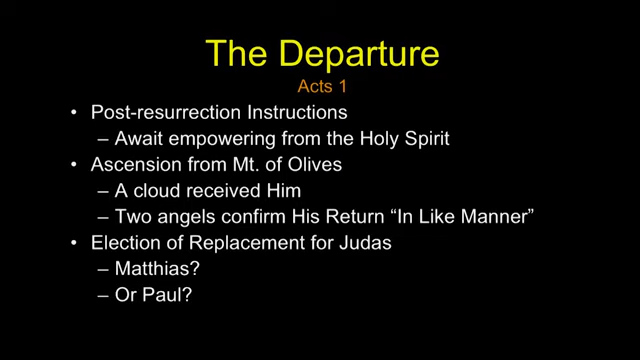 The Departure
Acts 1
• Post-resurrection Instructions
– Await empowering from the Holy Spirit
• Ascension from Mt. of Olives
– A cloud received Him
– Two angels confirm His Return “In Like Manner”
• Election of Replacement for Judas
– Matthias?
– Or Paul?